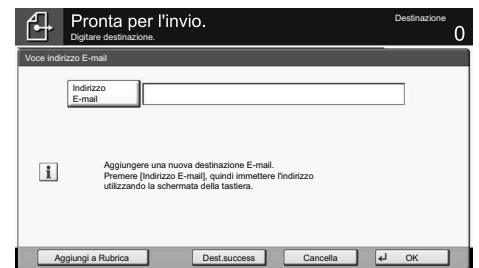 Pronta per l'invio.
Destinazione
Digitare destinazione.
0
Voce indirizzo E-mail
Indirizzo
E-mail
Aggiungere una nuova destinazione E-mail.
Premere [Indirizzo E-mail], quindi immettere l'indirizzo
utilizzando la schermata della tastiera.
Aggiungi a Rubrica
Dest.success
Cancella
OK